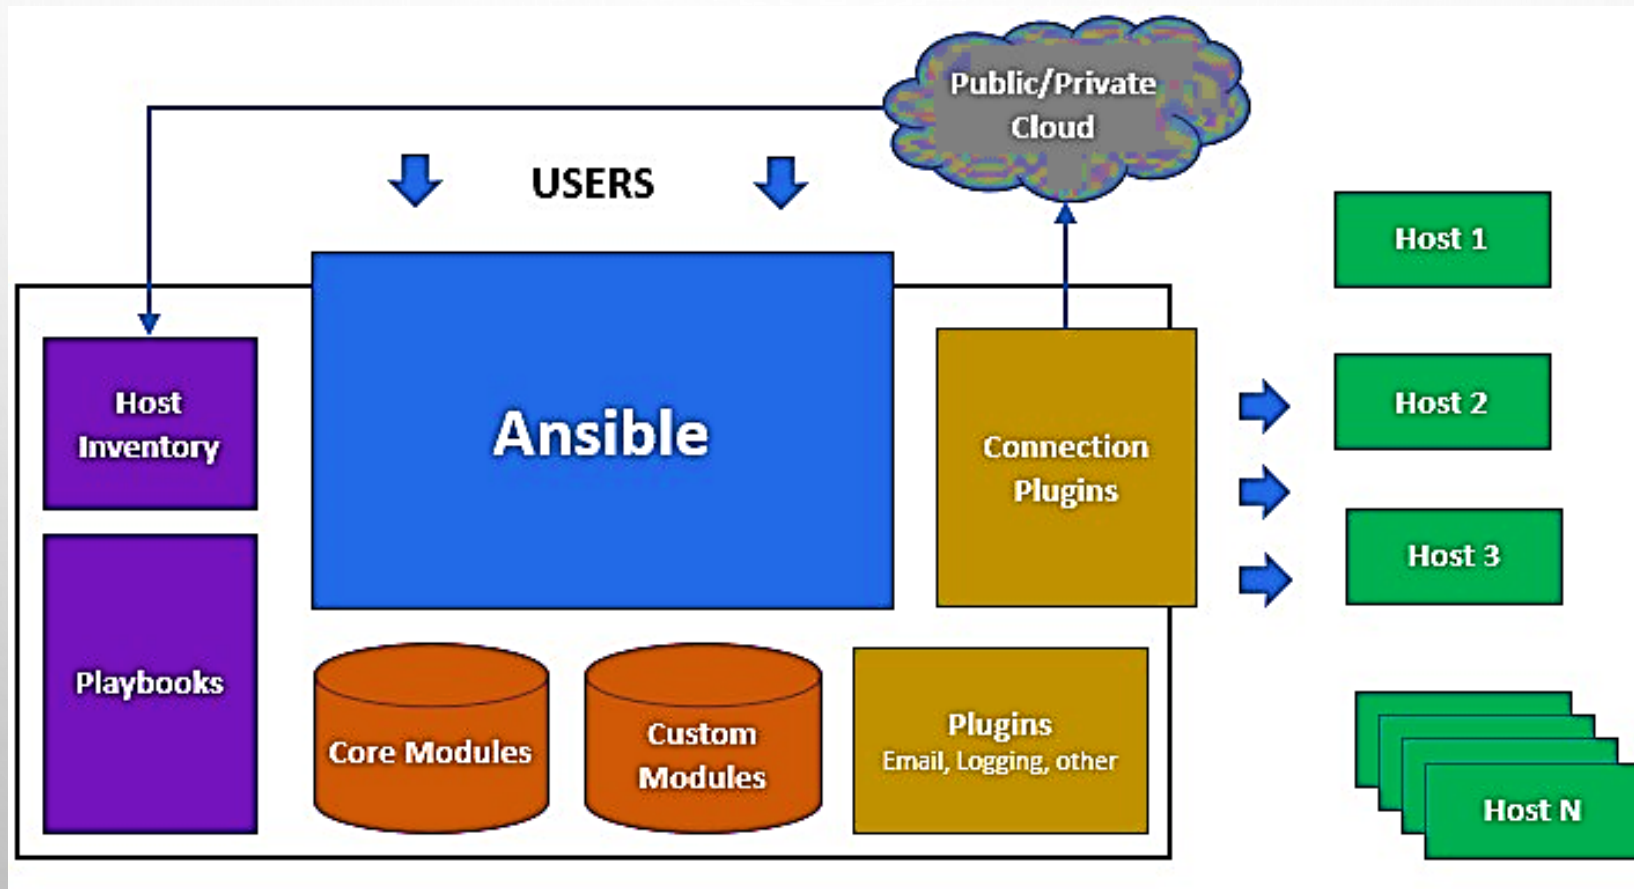 Public/Private
Cloud
USERS
Host 1
Ansible
Host
Inventory
Connection
Plugins
Host 2
Host 3
Playbooks
Core Modules
Custom
Modules
Plugins
Email, Logging, other
Host N